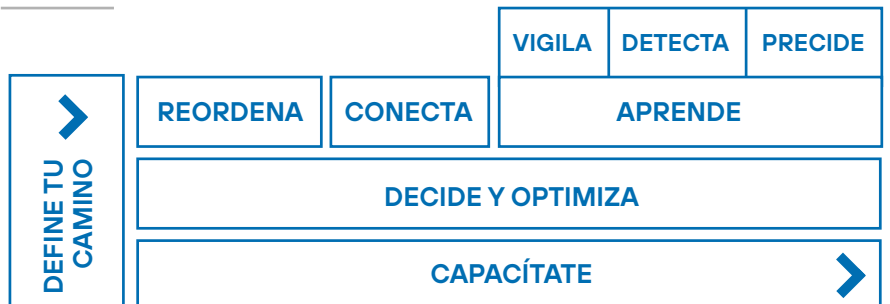 VIGILA
DETECTA
PRECIDE
REORDENA
CONECTA
APRENDE
DEFINE TU
CAMINO
DECIDE Y OPTIMIZA
CAPACÍTATE